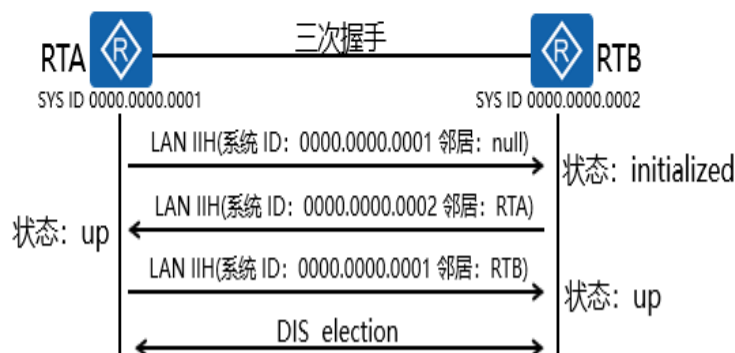 三次握手
RTA
R
R
RTB
SYS ID 0000.0000.0001
SYS ID 0000.0000.0002
LAN IIH(系统 ID：0000.0000.0001 邻居：null)
状态：initialized
LAN IIH(系统 ID：0000.0000.0002 邻居：RTA)
状态：up
LAN IIH(系统 ID：0000.0000.0001 邻居：RTB)
状态：up
DIS election